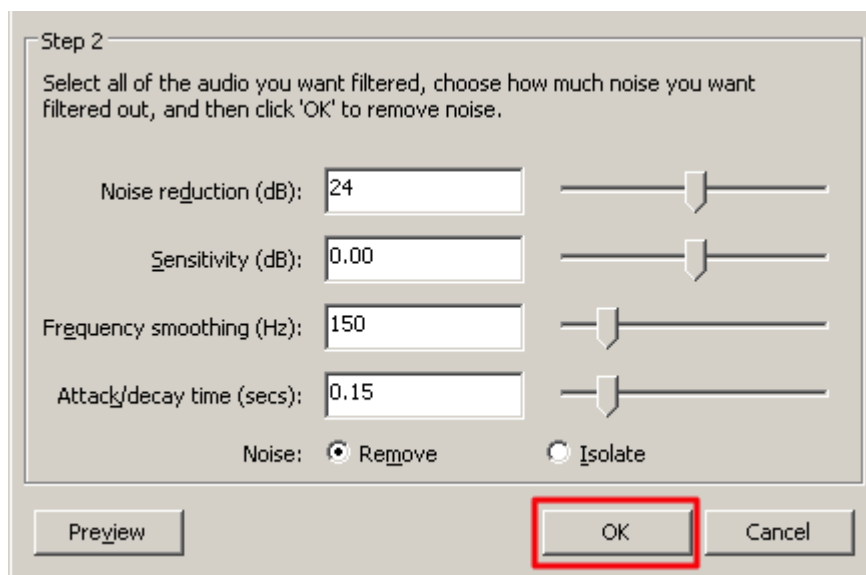 Step 2
Select all of the audio you want filtered, choose how much noise you want
filtered out, and then click 'OK' to remove noise.
Noise reduction (dB): 24
Sensitivity (dB): 0.00
Frequency smoothing (Hz): 150
Attack/decay time (secs): 0.15
Noise: Remove Isolate
Preview OK Cancel